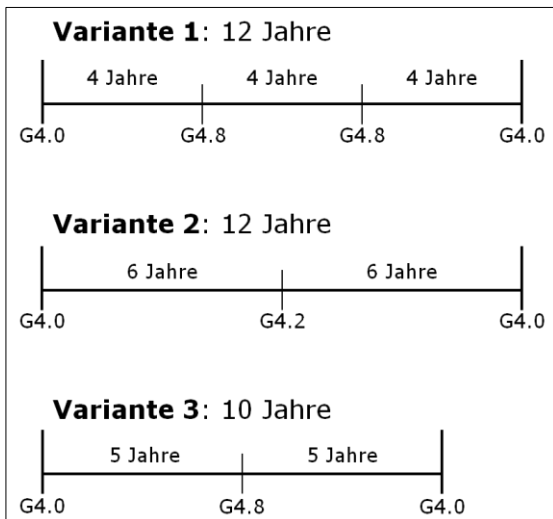 Variante 1: 12 Jahre
4 Jahre 4 Jahre 4 Jahre
G4.0 G4.8 G4.8 G4.0
Variante 2: 12 Jahre
6 Jahre 6 Jahre
G4.0 G4.2 G4.0
Variante 3: 10 Jahre
5 Jahre 5 Jahre
G4.0 G4.8 G4.0